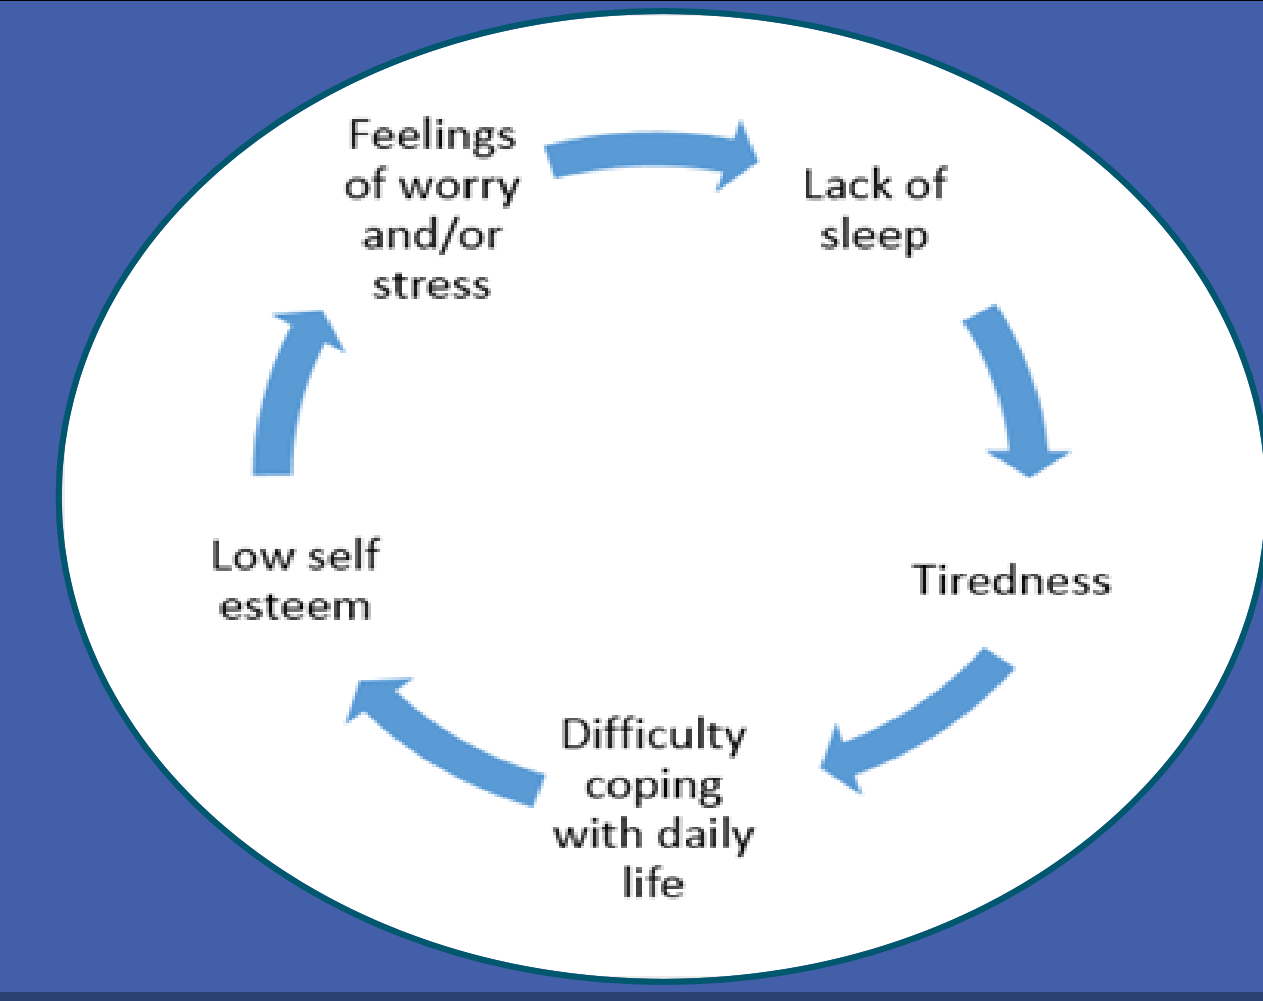 Feelings
of worry
and/or
stress
Lack of
sleep
Tiredness
Difficulty
coping
with daily
life
Low self
esteem